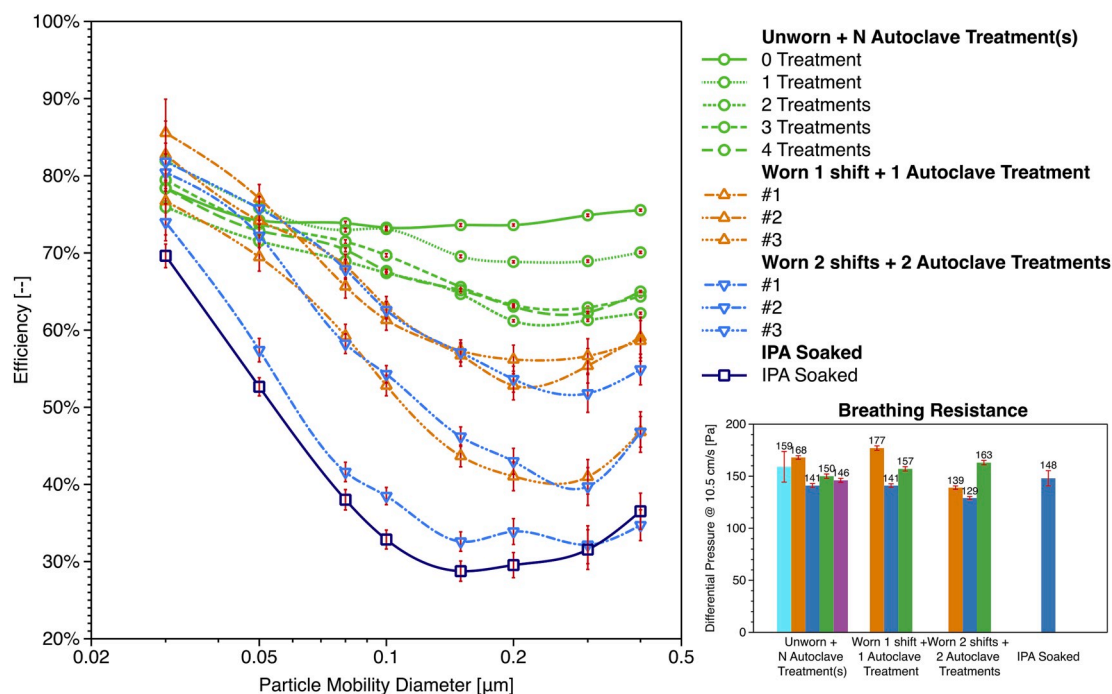 100%
90%
80%
70%
60%
50%
40%
30%
20%
Efficiency [--]
0.02
0.05
0.1
0.2
0.5
Particle Mobility Diameter [μm]
Unworn + N Autoclave Treatment(s)
0 Treatment
1 Treatment
2 Treatments
3 Treatments
4 Treatments
Worn 1 shift + 1 Autoclave Treatment
#1
#2
#3
Worn 2 shifts + 2 Autoclave Treatments
#1
#2
#3
IPA Soaked
IPA Soaked
Breathing Resistance
Differential Pressure @ 10.5 cm/s [Pa]
200
150
100
50
0
159
168
141
150
146
177
141
157
139
129
163
148
Unworn +
N Autoclave
Treatment(s)
Worn 1 shift +
1 Autoclave
Treatment
Worn 2 shifts +
2 Autoclave
Treatments
IPA Soaked